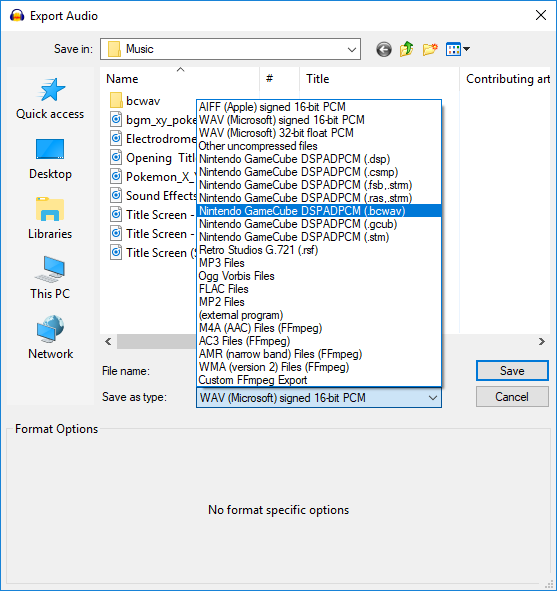 Export Audio
Save in:
Music
Name
#
Title
Contributing art
bcwav
bgm_xy_poke
Electrodrome
Opening Titl
Pokemon_X_Y
Sound Effects
Title Screen -
Title Screen -
Title Screen (S
Quick access
Desktop
Libraries
This PC
Network
AIFF (Apple) signed 16-bit PCM
WAV (Microsoft) signed 16-bit PCM
WAV (Microsoft) 32-bit float PCM
Other uncompressed files
Nintendo GameCube DSPADPCM (.dsp)
Nintendo GameCube DSPADPCM (.csmp)
Nintendo GameCube DSPADPCM (.fsb,.stm)
Nintendo GameCube DSPADPCM (.ras,.stm)
Nintendo GameCube DSPADPCM (.bcwav)
Nintendo GameCube DSPADPCM (.gcub)
Nintendo GameCube DSPADPCM (.stm)
Retro Studios G.721 (.rsf)
MP3 Files
Ogg Vorbis Files
FLAC Files
MP2 Files
(external program)
M4A (AAC) Files (FFmpeg)
AC3 Files (FFmpeg)
AMR (narrow band) Files (FFmpeg)
WMA (version 2) Files (FFmpeg)
Custom FFmpeg Export
File name:
Save
Save as type:
WAV (Microsoft) signed 16-bit PCM
Cancel
Format Options
No format specific options